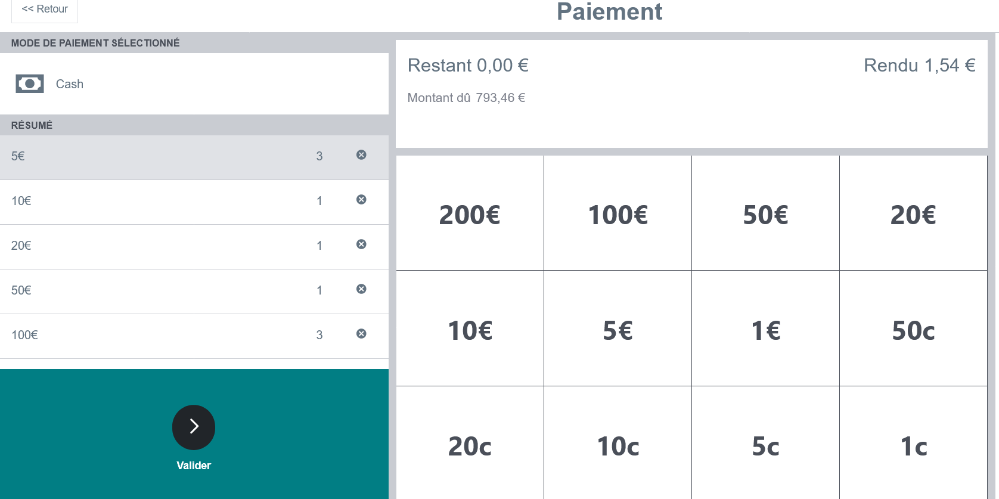 << Retour
Paiement
MODE DE PAIEMENT SÉLECTIONNÉ
Cash
RÉSUMÉ
5€ 3
10€ 1
20€ 1
50€ 1
100€ 3
Valider
Restant 0,00 € Rendu 1,54 €
Montant dû 793,46 €
200€ 100€ 50€ 20€
10€ 5€ 1€ 50c
20c 10c 5c 1c